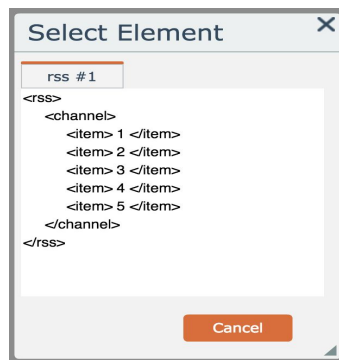 Select Element
rss #1
<rss>
<channel>
<item> 1 </item>
<item> 2 </item>
<item> 3 </item>
<item> 4 </item>
<item> 5 </item>
</channel>
</rss>
Cancel